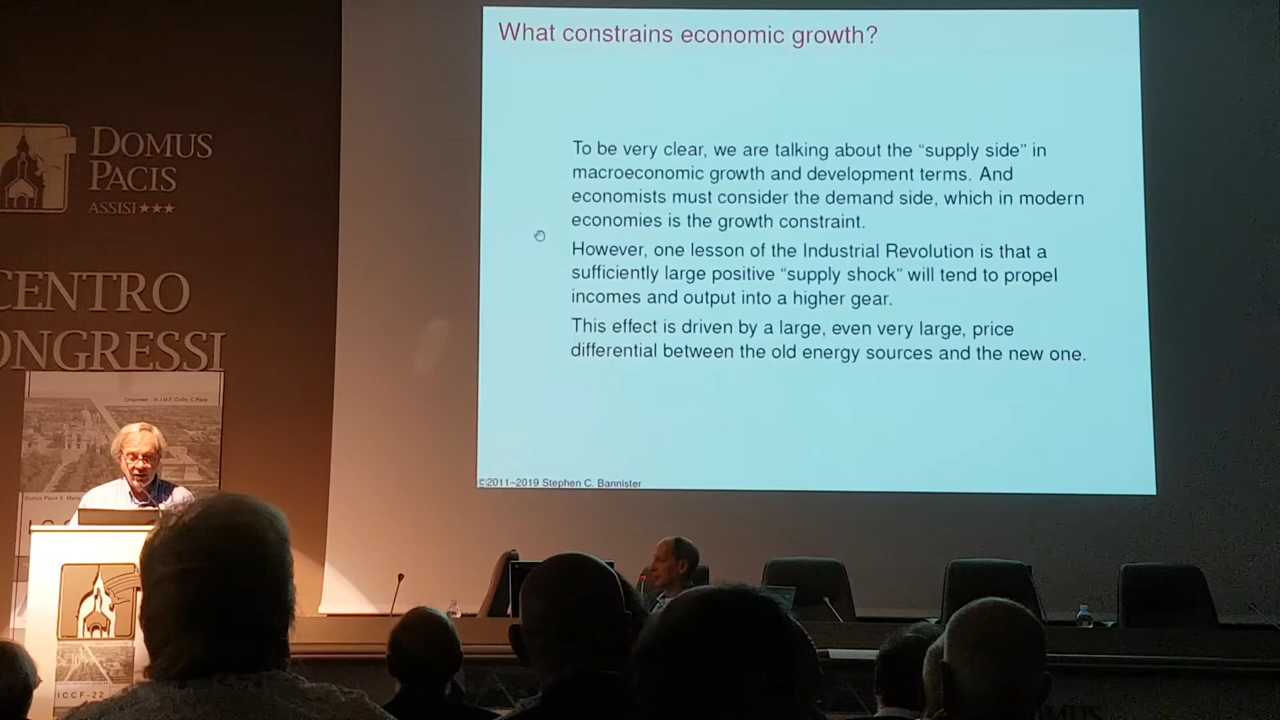 What constrains economic growth?
To be very clear, we are talking about the “supply side” in
macroeconomic growth and development terms. And
economists must consider the demand side, which in modern
economies is the growth constraint.
However, one lesson of the Industrial Revolution is that a
sufficiently large positive “supply shock” will tend to propel
incomes and output into a higher gear.
This effect is driven by a large, even very large, price
differential between the old energy sources and the new one.
©2011–2019 Stephen C. Bannister
DOMUS
PACIS
ASSISI★★★
CENTRO
ONGRESSI
ICCF-22